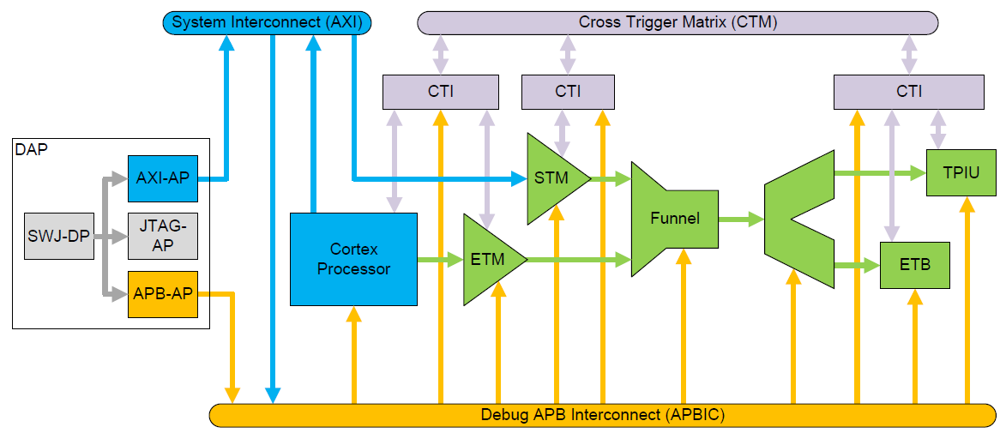 System Interconnect (AXI)
Cross Trigger Matrix (CTM)
CTI
CTI
CTI
DAP
AXI-AP
SWJ-DP
JTAG-
AP
APB-AP
Cortex
Processor
STM
ETM
Funnel
TPIU
ETB
Debug APB Interconnect (APBIC)